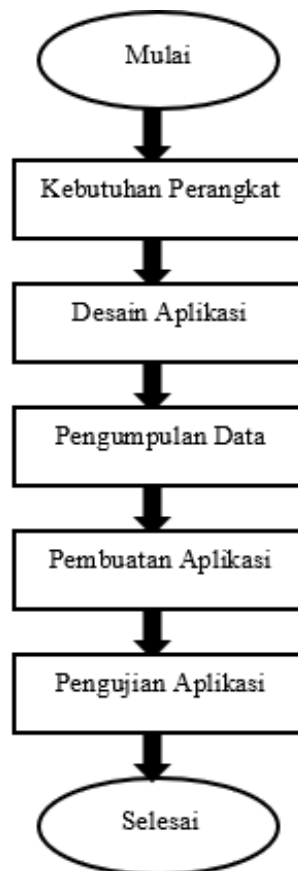 Mulai
Kebutuhan Perangkat
Desain Aplikasi
Pengumpulan Data
Pembuatan Aplikasi
Pengujian Aplikasi
Selesai